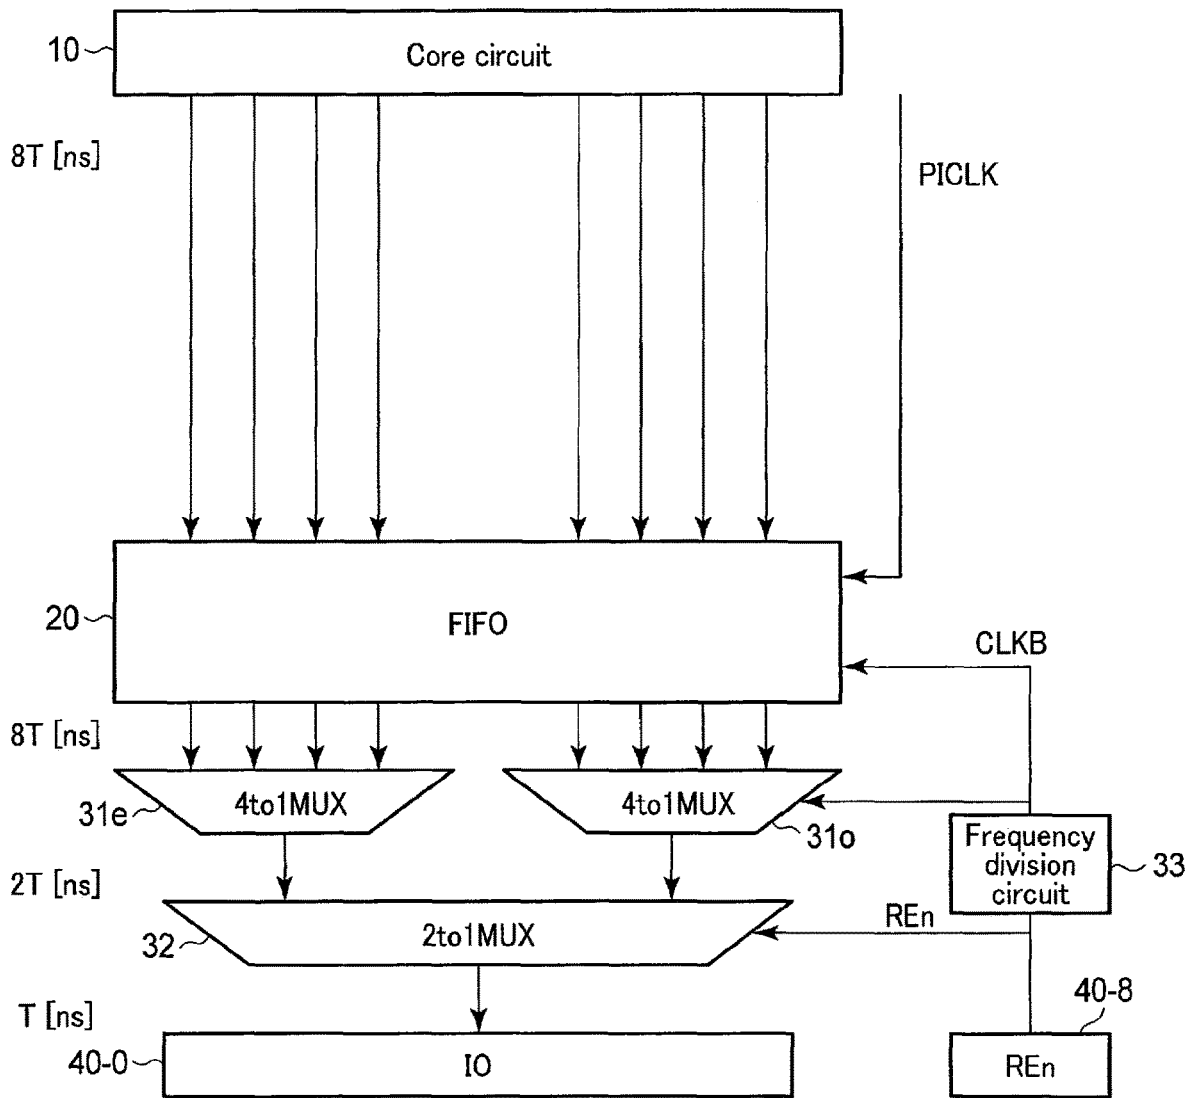 10
Core circuit
8T [ns]
PICLK
20
FIFO
CLKB
8T [ns]
31e
4to1MUX
4to1MUX
31o
Frequency
division
circuit
33
2T [ns]
REn
32
2to1MUX
T [ns]
40-8
40-0
IO
REn